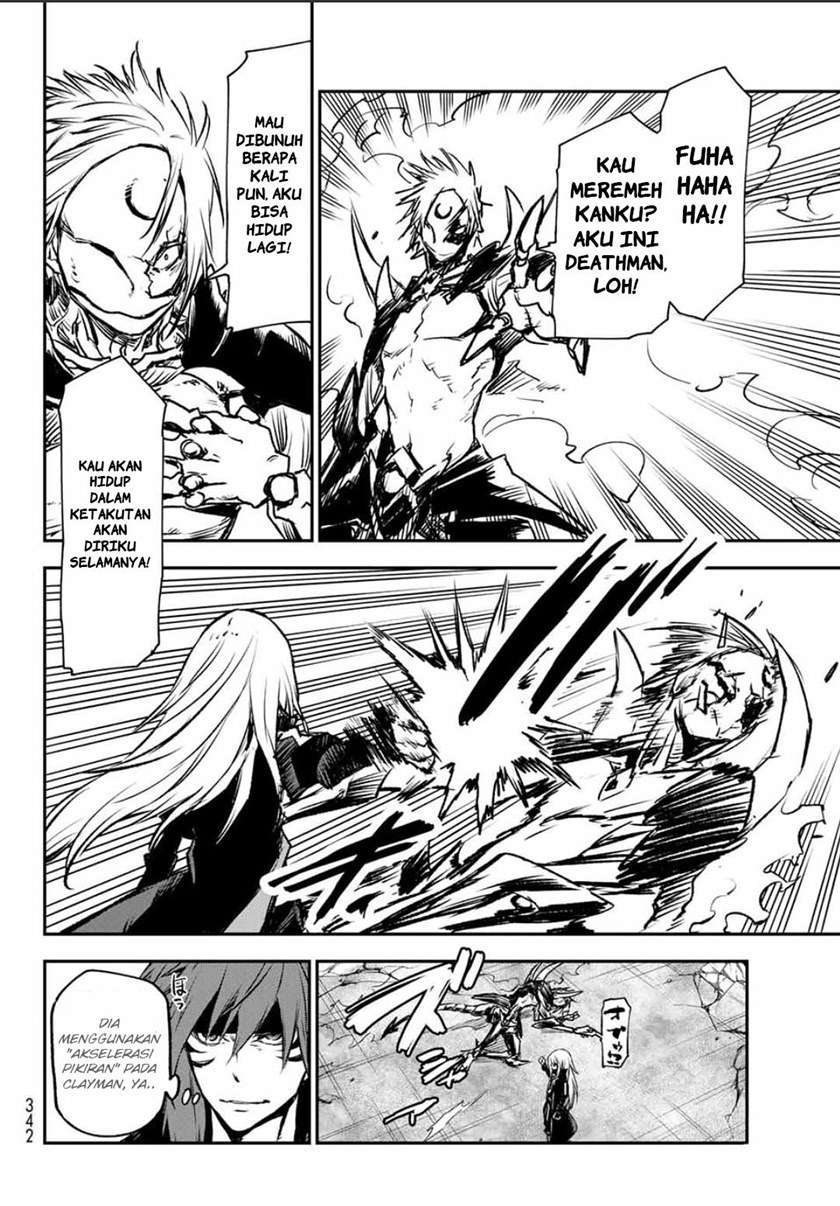 FUHA
HAHA
HA!!
KAU
MEREMEH
KANKU?
AKU INI
DEATHMAN,
LOH!
MAU
DIBUNUH
BERAPA
KALI
PUN, AKU
BISA
HIDUP
LAGI!
KAU AKAN
HIDUP
DALAM
KETAKUTAN
AKAN
DIRIKU
SELAMANYA!
DIA
MENGGUNAKAN
"AKSELERASI
PIKIRAN" PADA
CLAYMAN, YA..
342